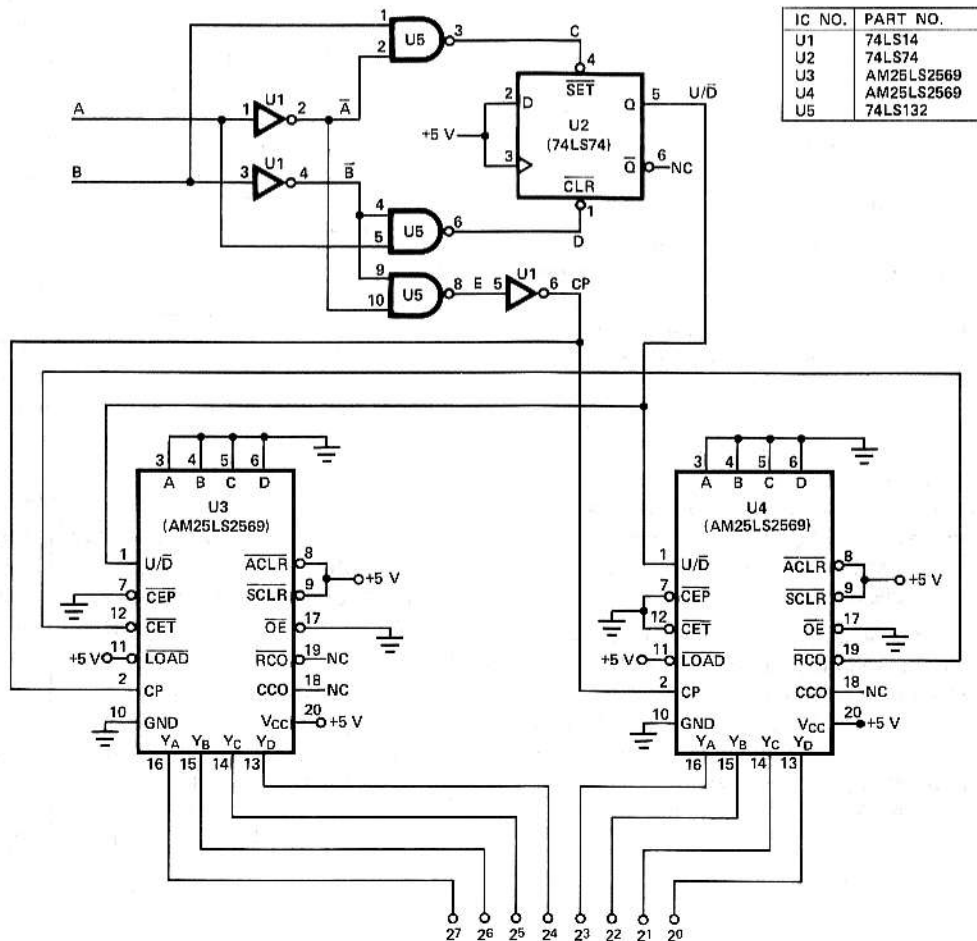 IC NO. PART NO.
U1 74LS14
U2 74LS74
U3 AM25LS2569
U4 AM25LS2569
U5 74LS132
1
2
U5
3
C
4
SET
2 D
Q 5 U/D̅
+5 V
U2
(74LS74)
3
Q̅ 6 NC
CLR
1
A
1 U1 2 A̅
B
3 U1 4 B̅
4
5
U5
6
D
9
10
U5
8 E 5 U1 6 CP
3 4 5 6
A B C D
U3
(AM25LS2569)
1 U/D̅
ACLR 8
+5 V
7 CEP
SCLR 9
12 CET
OE 17
+5 V 11 LOAD
RCO 19 NC
2 CP
CCO 18 NC
10 GND
VCC 20 +5 V
YA YB YC YD
16 15 14 13
3 4 5 6
A B C D
U4
(AM25LS2569)
1 U/D̅
ACLR 8
+5 V
7 CEP
SCLR 9
12 CET
OE 17
+5 V 11 LOAD
RCO 19
2 CP
CCO 18 NC
10 GND
VCC 20 +5 V
YA YB YC YD
16 15 14 13
2⁷ 2⁶ 2⁵ 2⁴ 2³ 2² 2¹ 2⁰